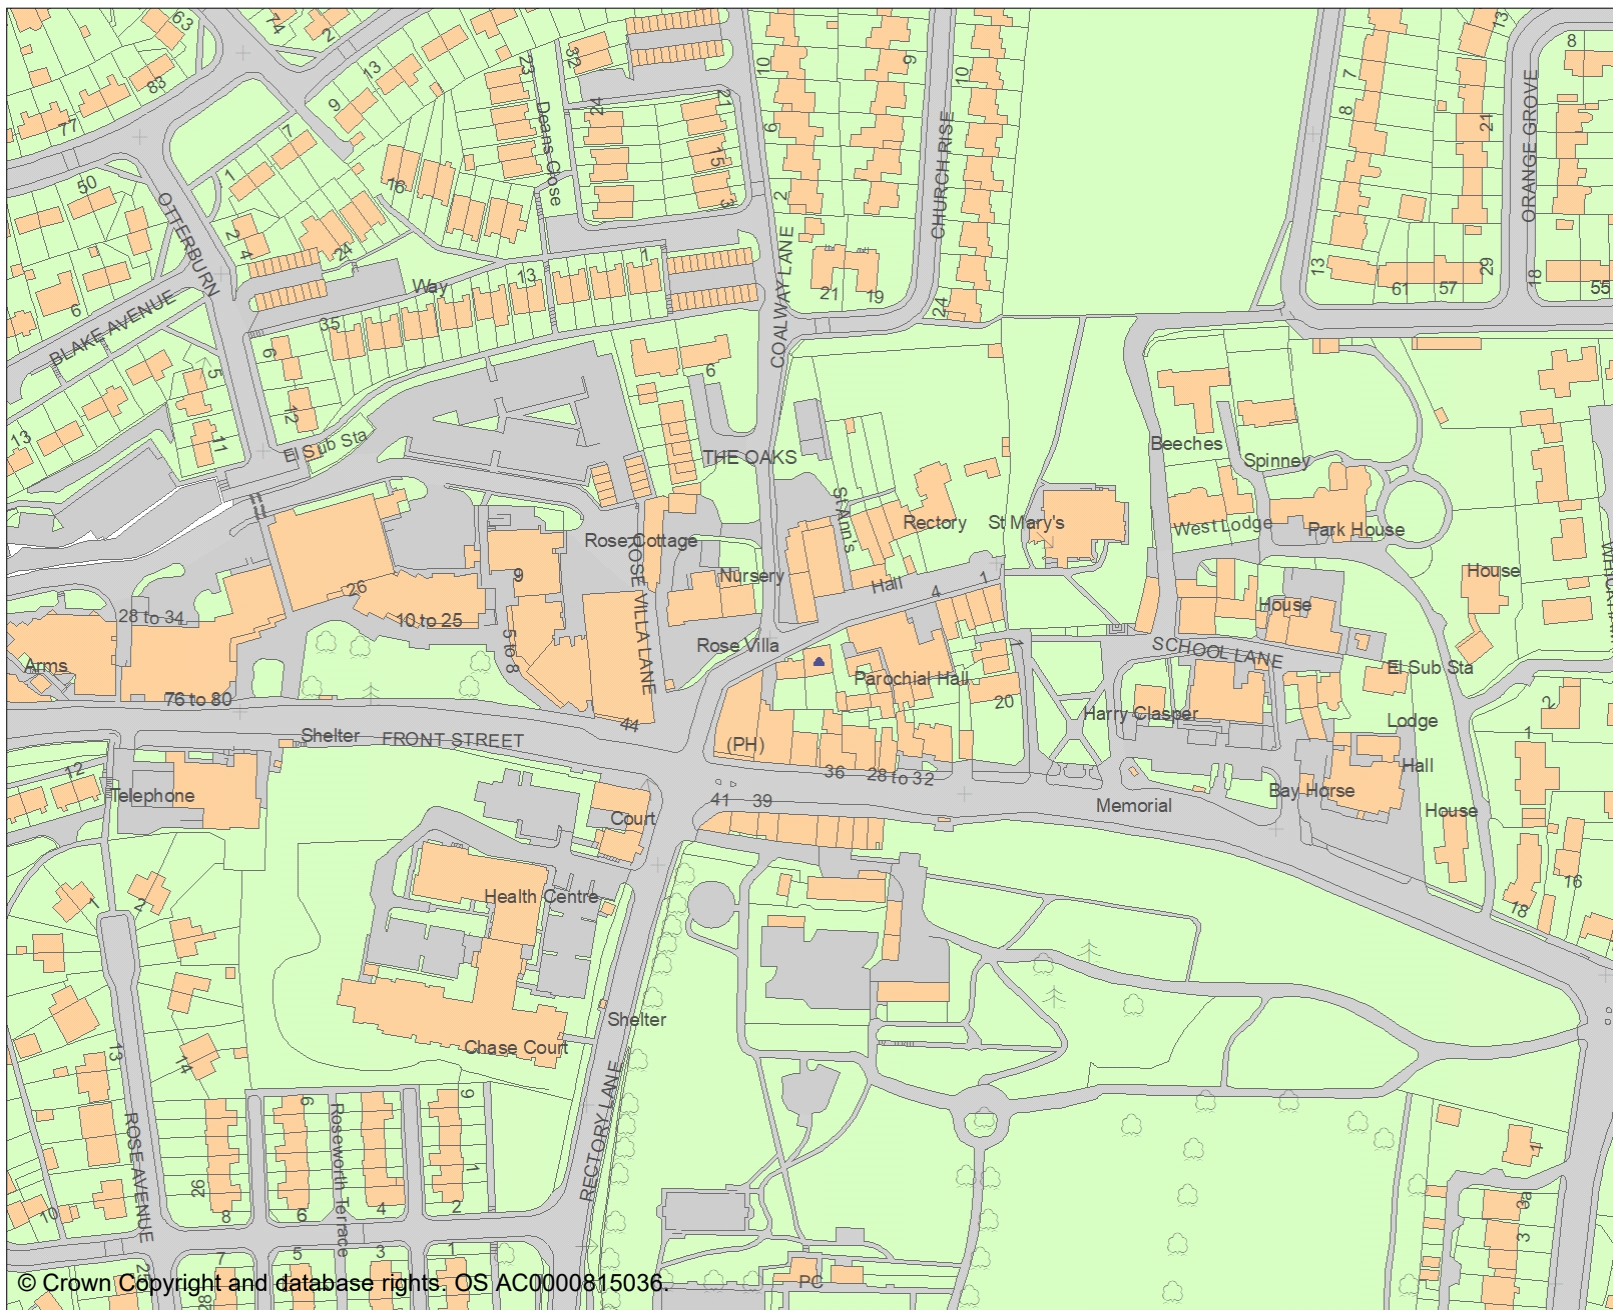 63
74
2
83
13
9
77
7
1
50
OTTERBURN
2
4
24
16
23
32
24
Deans Close
21
15
3
10
6
2
9
10
CHURCH RISE
24
COALWAY LANE
21
19
7
8
13
13
21
29
61
57
ORANGE GROVE
8
18
55
BLAKE AVENUE
6
5
13
11
6
12
35
Way
13
1
El Sub Sta
6
THE OAKS
St Ann's
Rectory
St Mary's
Beeches
Spinney
West Lodge
Park House
Rose Cottage
Nursery
Hall
4
1
House
House
9
26
28 to 34
10 to 25
5 to 8
Arms
76 to 80
44
Rose Villa
Parochial Hall
1
20
SCHOOL LANE
El Sub Sta
Harry Clasper
Lodge
Hall
2
1
Shelter
FRONT STREET
(PH)
36
28 to 32
12
Telephone
Court
41
39
Memorial
Bay Horse
House
16
18
Health Centre
1
2
Shelter
Chase Court
13
14
ROSE AVENUE
RECTORY LANE
Roseworth Terrace
9
9
1
26
10
8
6
4
2
7
5
3
1
25
28
PC
1
3a
3
© Crown Copyright and database rights. OS AC0000815036.